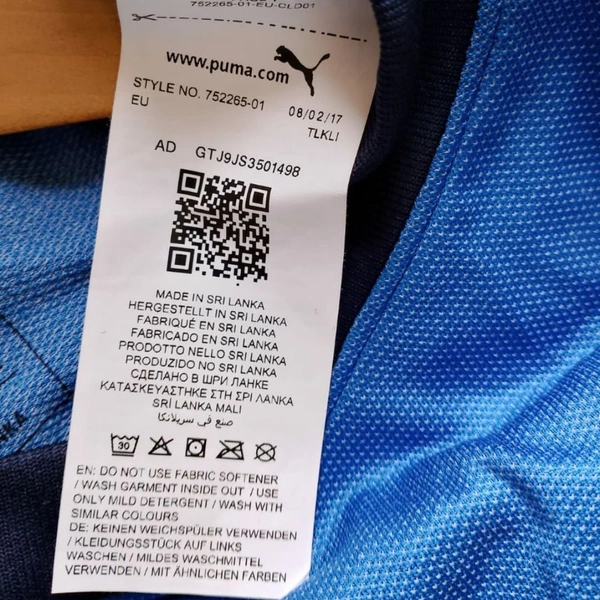 752265-01-EU-CLD01
www.puma.com
STYLE NO. 752265-01
EU
08/02/17
TLKLI
AD GTJ9JS3501498
MADE IN SRI LANKA
HERGESTELLT IN SRI LANKA
FABRIQUÉ EN SRI LANKA
FABRICADO EN SRI LANKA
PRODOTTO NELLO SRI LANKA
PRODUZIDO NO SRI LANKA
СДЕЛАНО В ШРИ ЛАНКЕ
ΚΑΤΑΣΚΕΥΑΣΤΗΚΕ ΣΤΗ ΣΡΙ ΛΑΝΚΑ
SRİ LANKA MALI
صنع في سريلانكا
30
EN: DO NOT USE FABRIC SOFTENER
/ WASH GARMENT INSIDE OUT / USE
ONLY MILD DETERGENT / WASH WITH
SIMILAR COLOURS
DE: KEINEN WEICHSPÜLER VERWENDEN
/ KLEIDUNGSSTÜCK AUF LINKS
WASCHEN / MILDES WASCHMITTEL
VERWENDEN / MIT ÄHNLICHEN FARBEN